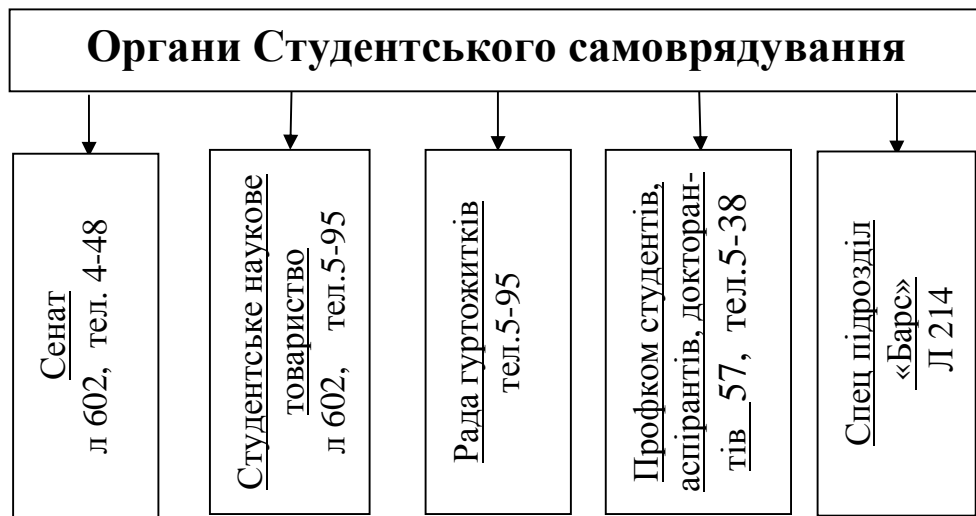 Органи Студентського самоврядування
Сенат
л 602, тел. 4-48
Студентське наукове
товариство
л 602, тел.5-95
Рада гуртожитків
тел.5-95
Профком студентів,
аспірантів, докторан-
тів 57, тел.5-38
Спец підрозділ
«Барс»
Л 214